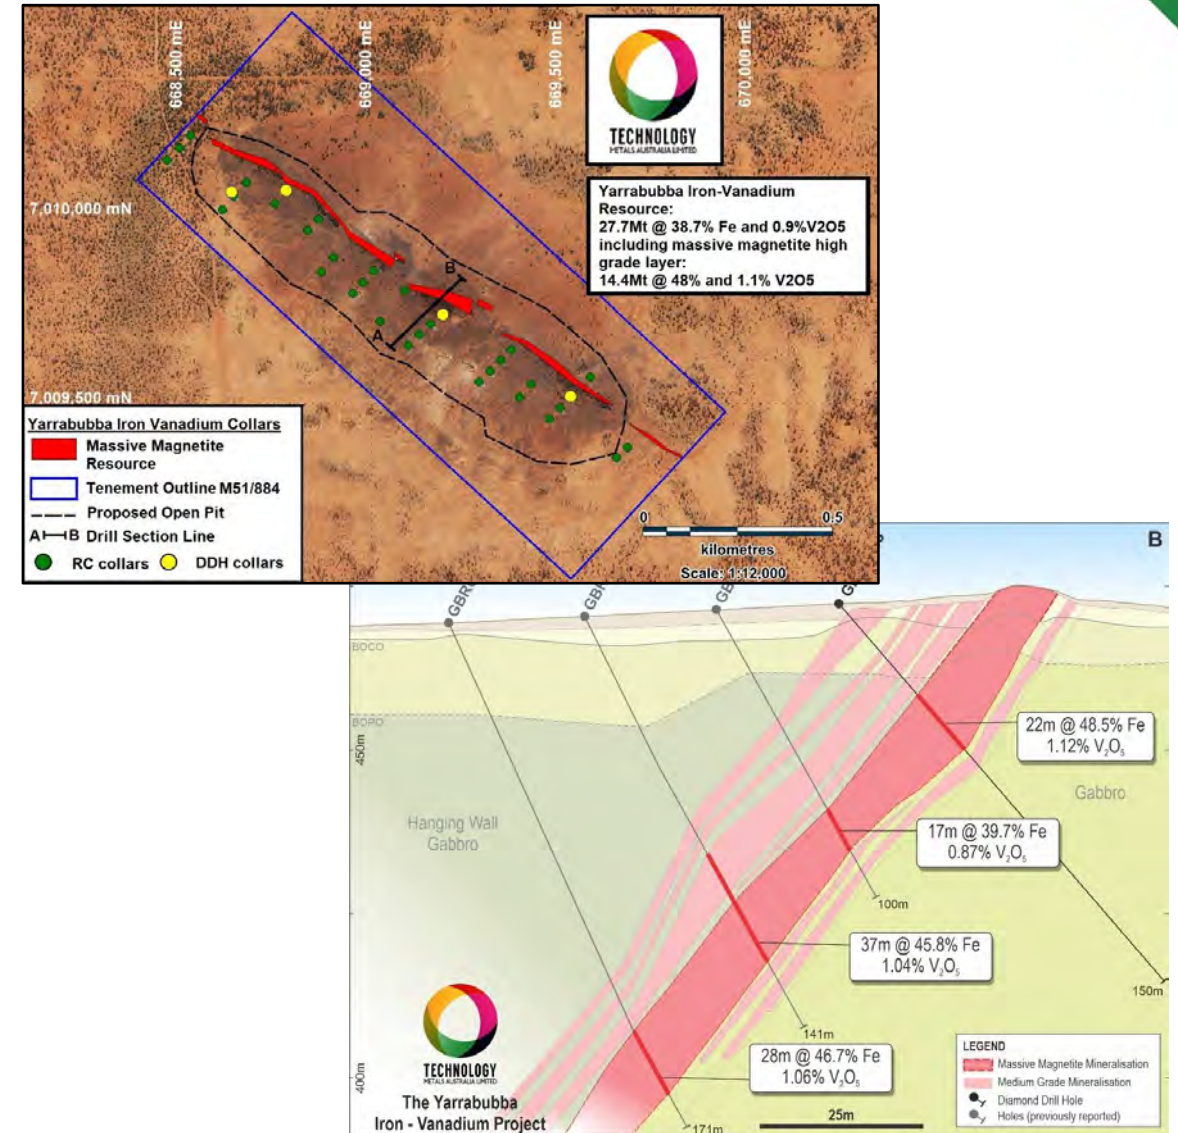 668,500 mE
669,000 mE
669,500 mE
670,000 mE
TECHNOLOGY
METALS AUSTRALIA LIMITED
Yarrabubba Iron-Vanadium
Resource:
27.7Mt @ 38.7% Fe and 0.9%V2O5
including massive magnetite high
grade layer:
14.4Mt @ 48% and 1.1% V2O5
7,010,000 mN
B
A
7,009,500 mN
Yarrabubba Iron Vanadium Collars
Massive Magnetite
Resource
Tenement Outline M51/884
Proposed Open Pit
A B Drill Section Line
RC collars DDH collars
0 0.5
kilometres
Scale: 1:12,000
B
BOCO
BOPO
450m
400m
Hanging Wall
Gabbro
Gabbro
22m @ 48.5% Fe
1.12% V₂O₅
17m @ 39.7% Fe
0.87% V₂O₅
100m
37m @ 45.8% Fe
1.04% V₂O₅
150m
141m
28m @ 46.7% Fe
1.06% V₂O₅
171m
TECHNOLOGY
METALS AUSTRALIA LIMITED
The Yarrabubba
Iron - Vanadium Project
25m
LEGEND
Massive Magnetite Mineralisation
Medium Grade Mineralisation
Diamond Drill Hole
Holes (previously reported)